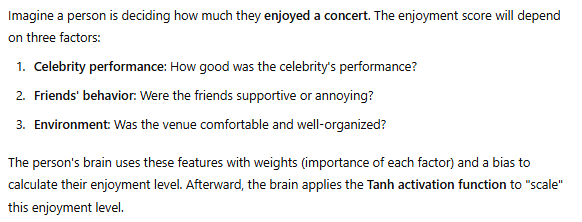 Imagine a person is deciding how much they enjoyed a concert. The enjoyment score will depend
on three factors:
1. Celebrity performance: How good was the celebrity's performance?
2. Friends' behavior: Were the friends supportive or annoying?
3. Environment: Was the venue comfortable and well-organized?
The person's brain uses these features with weights (importance of each factor) and a bias to
calculate their enjoyment level. Afterward, the brain applies the Tanh activation function to "scale"
this enjoyment level.